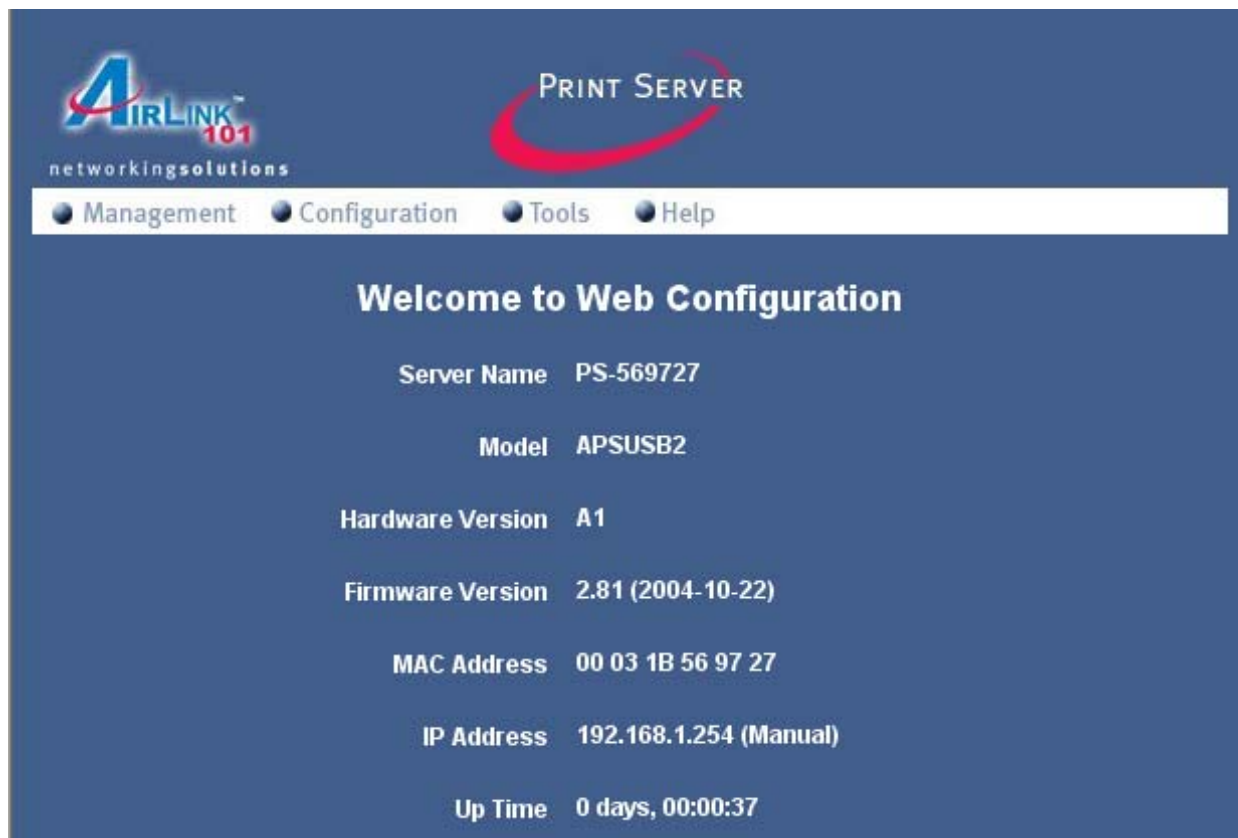 AIRLINK™
101
networkingsolutions
PRINT SERVER
Management Configuration Tools Help
Welcome to Web Configuration
Server Name PS-569727
Model APSUSB2
Hardware Version A1
Firmware Version 2.81 (2004-10-22)
MAC Address 00 03 1B 56 97 27
IP Address 192.168.1.254 (Manual)
Up Time 0 days, 00:00:37